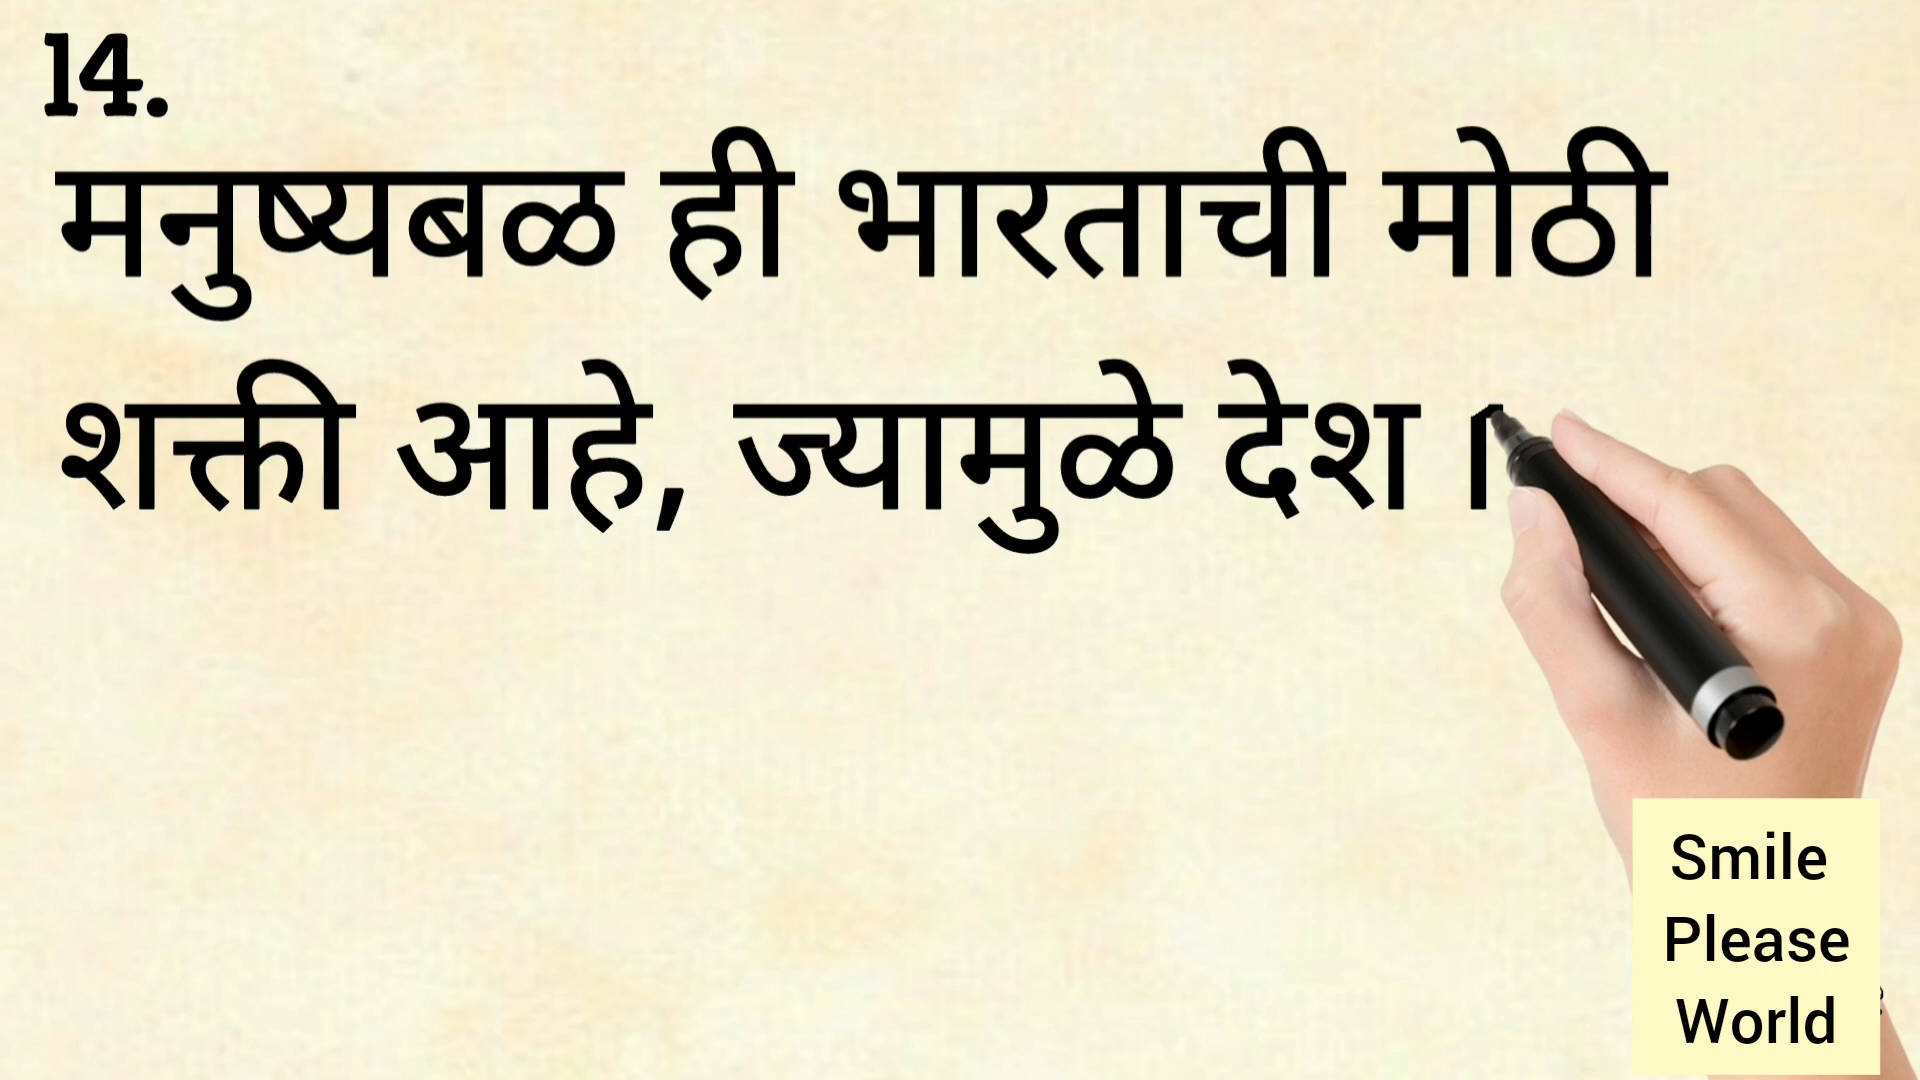 14.
मनुष्यबळ ही भारताची मोठी
शक्ती आहे, ज्यामुळे देश
Smile
Please
World